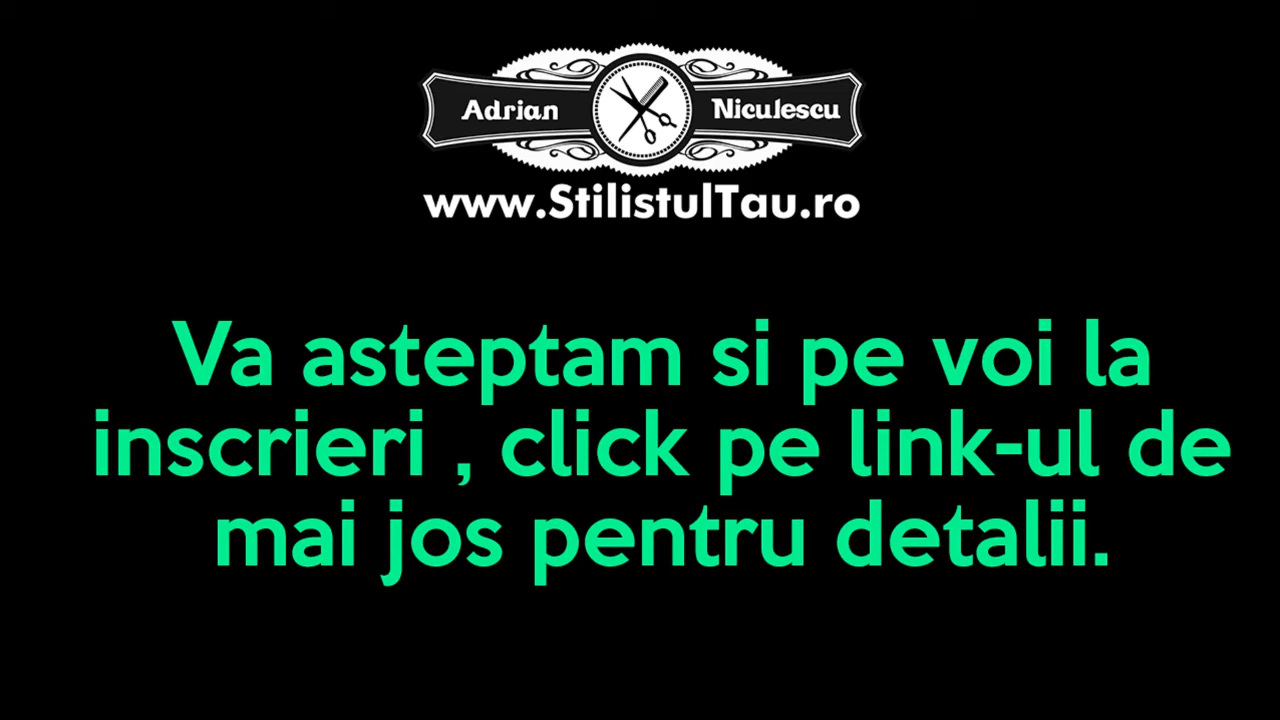 Adrian Niculescu
www.StilistulTau.ro
Va asteptam si pe voi la
inscrieri , click pe link-ul de
mai jos pentru detalii.